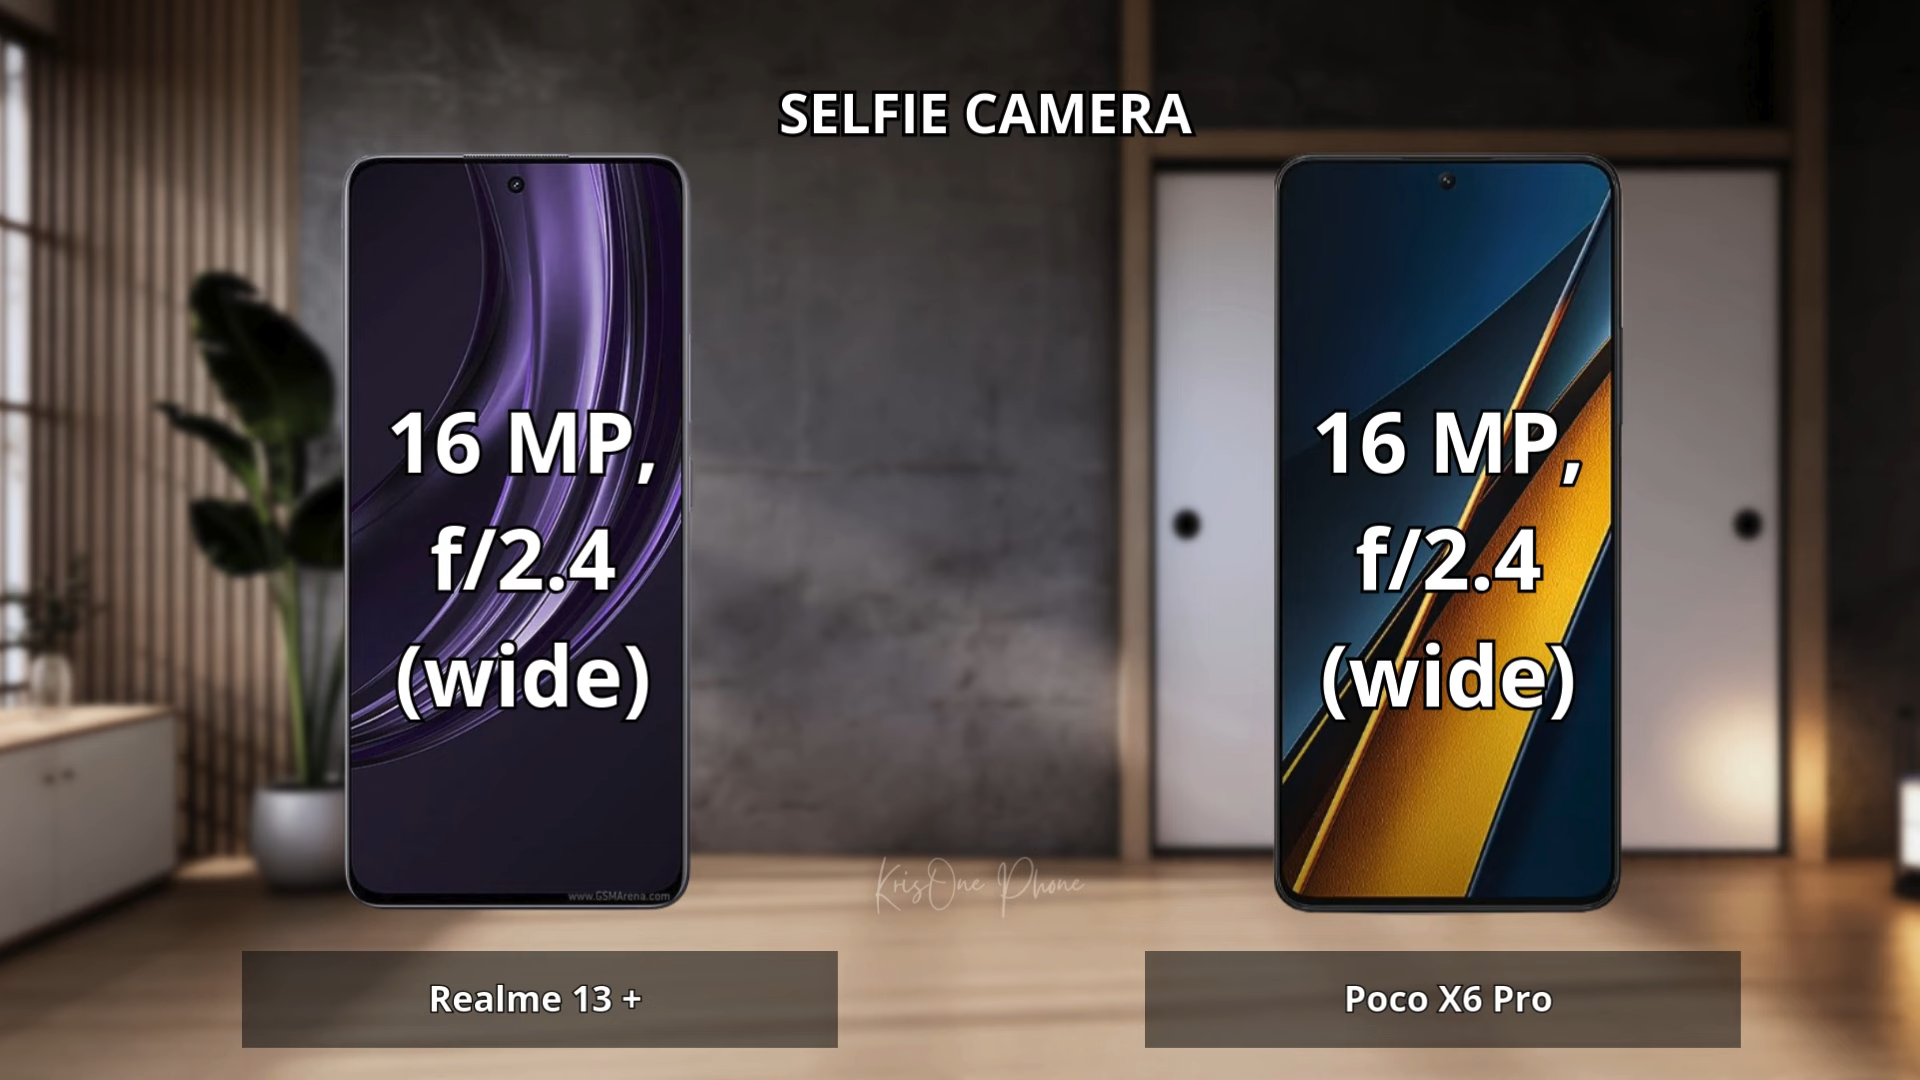 SELFIE CAMERA
16 MP,
f/2.4
(wide)
www.GSMArena.com
16 MP,
f/2.4
(wide)
KrisOne Phone
Realme 13 +
Poco X6 Pro